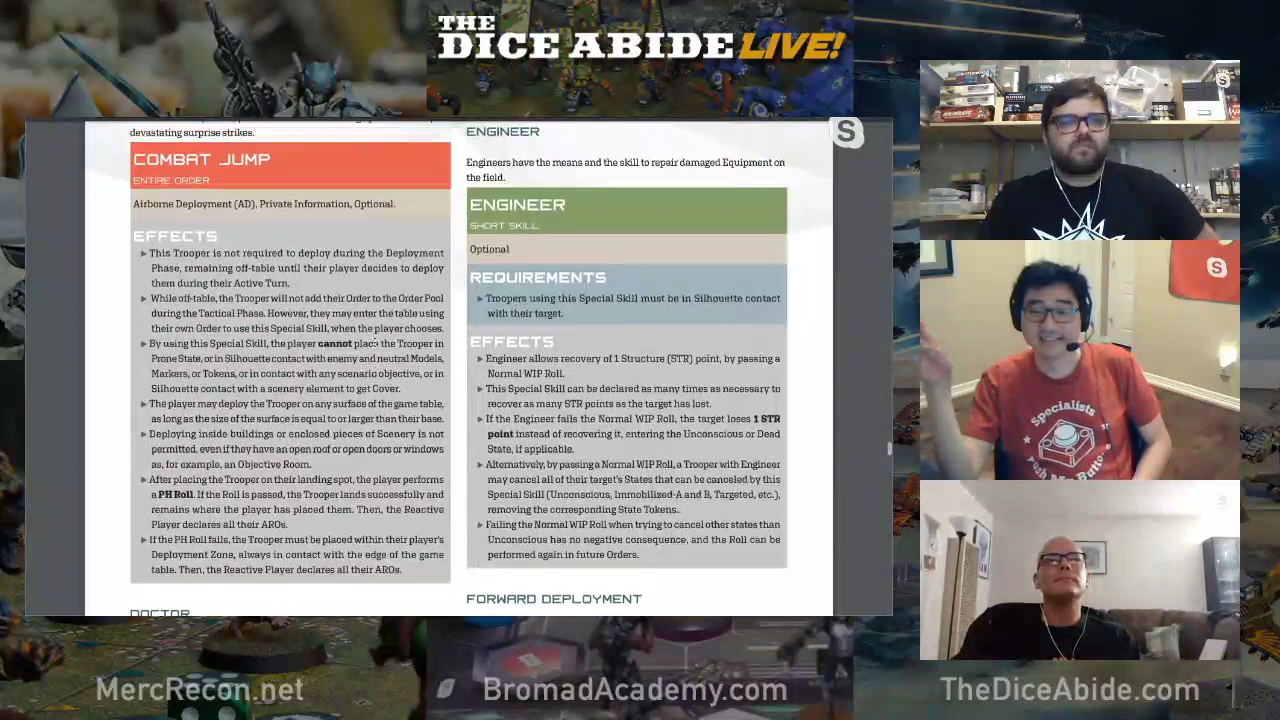 THE
DICE ABIDE LIVE!
devastating surprise strikes.
COMBAT JUMP
ENTIRE ORDER
Airborne Deployment (AD), Private Information, Optional.
EFFECTS
▶ This Trooper is not required to deploy during the Deployment
Phase, remaining off-table until their player decides to deploy
them during their Active Turn.
▶ While off-table, the Trooper will not add their Order to the Order Pool
during the Tactical Phase. However, they may enter the table using
their own Order to use this Special Skill, when the player chooses.
▶ By using this Special Skill, the player cannot place the Trooper in
Prone State, or in Silhouette contact with enemy and neutral Models,
Markers, or Tokens, or in contact with any scenario objective, or in
Silhouette contact with a scenery element to get Cover.
▶ The player may deploy the Trooper on any surface of the game table,
as long as the size of the surface is equal to or larger than their base.
▶ Deploying inside buildings or enclosed pieces of Scenery is not
permitted, even if they have an open roof or open doors or windows
as, for example, an Objective Room.
▶ After placing the Trooper on their landing spot, the player performs
a PH Roll. If the Roll is passed, the Trooper lands successfully and
remains where the player has placed them. Then, the Reactive
Player declares all their AROs.
▶ If the PH Roll fails, the Trooper must be placed within their player's
Deployment Zone, always in contact with the edge of the game
table. Then, the Reactive Player declares all their AROs.
DOCTOR
ENGINEER
Engineers have the means and the skill to repair damaged Equipment on
the field.
ENGINEER
SHORT SKILL
Optional
REQUIREMENTS
▶ Troopers using this Special Skill must be in Silhouette contact
with their target.
EFFECTS
▶ Engineer allows recovery of 1 Structure (STR) point, by passing a
Normal WIP Roll.
▶ This Special Skill can be declared as many times as necessary to
recover as many STR points as the target has lost.
▶ If the Engineer fails the Normal WIP Roll, the target loses 1 STR
point instead of recovering it, entering the Unconscious or Dead
State, if applicable.
▶ Alternatively, by passing a Normal WIP Roll, a Trooper with Engineer
may cancel all of their target's States that can be canceled by this
Special Skill (Unconscious, Immobilized-A and B, Targeted, etc.),
removing the corresponding State Tokens..
▶ Failing the Normal WIP Roll when trying to cancel other states than
Unconscious has no negative consequence, and the Roll can be
performed again in future Orders.
FORWARD DEPLOYMENT
S
S
Specialists
MercRecon.net
BromadAcademy.com
TheDiceAbide.com